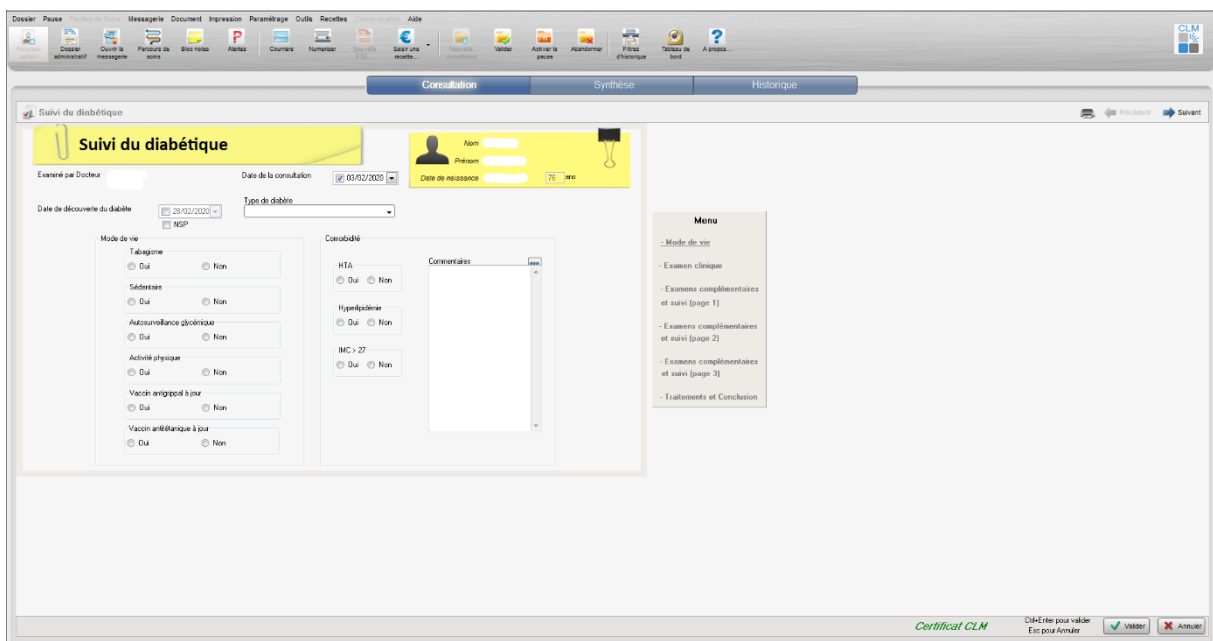 Dossier Pause Feuilles de Soins Messagerie Document Impression Paramétrage Outils Recettes Communication Aide
Nouveau patient Dossier administratif Ouvrir la messagerie Parcours de soins Bloc notes Alertes Courriers Numériser Nouvelle Saisir une recette... Nouvelle consultation Valider Activer la pause Abandonner Filtres d'historique Tableau de bord A propos...
CLM
Consultation Synthèse Historique
Suivi du diabétique Précédent Suivant
Suivi du diabétique
Nom
Prénom
Date de naissance 76 ans
Examiné par Docteur Date de la consultation 03/02/2020
Date de découverte du diabète 28/02/2020 Type de diabète
NSP
Mode de vie
Tabagisme
Oui Non
Sédentaire
Oui Non
Autosurveillance glycémique
Oui Non
Activité physique
Oui Non
Vaccin antigrippal à jour
Oui Non
Vaccin antitétanique à jour
Oui Non
Comorbidité
HTA
Oui Non
Hyperlipidémie
Oui Non
IMC > 27
Oui Non
Commentaires
Menu
- Mode de vie
- Examen clinique
- Examens complémentaires
et suivi (page 1)
- Examens complémentaires
et suivi (page 2)
- Examens complémentaires
et suivi (page 3)
- Traitements et Conclusion
Certificat CLM
Ctrl+Enter pour valider
Esc pour Annuler
Valider Annuler